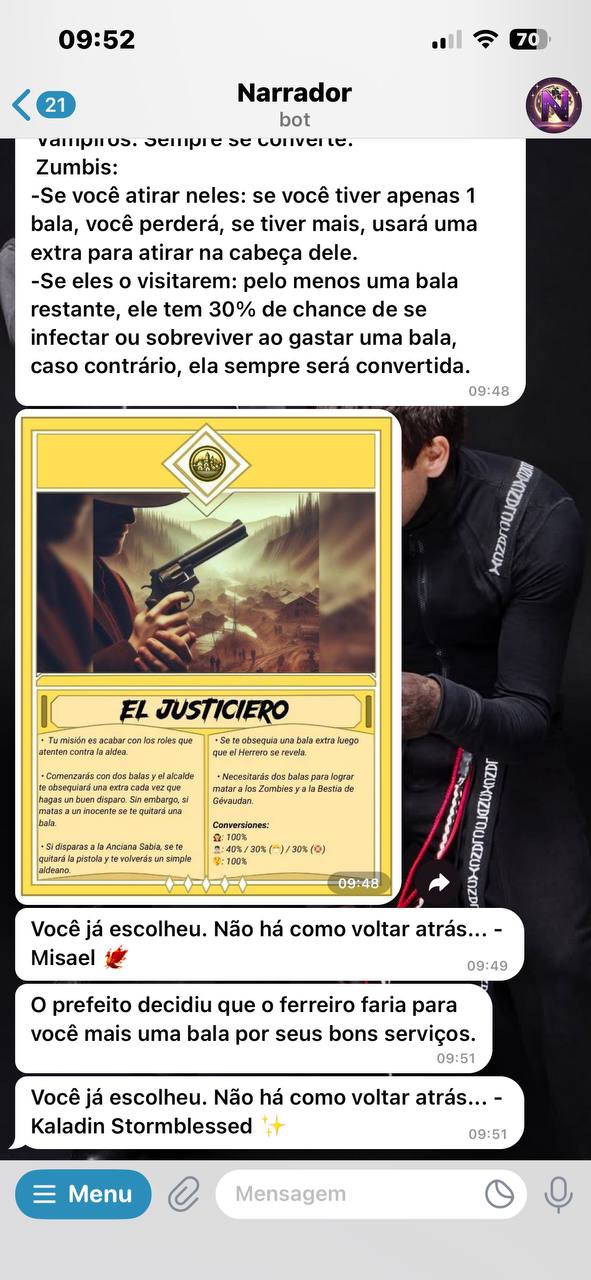 09:52
70
21
Narrador
bot
Vampiros: Sempre se converte.
Zumbis:
-Se você atirar neles: se você tiver apenas 1
bala, você perderá, se tiver mais, usará uma
extra para atirar na cabeça dele.
-Se eles o visitarem: pelo menos uma bala
restante, ele tem 30% de chance de se
infectar ou sobreviver ao gastar uma bala,
caso contrário, ela sempre será convertida.
09:48
EL JUSTICIERO
• Tu misión es acabar con los roles que
atenten contra la aldea.
• Comenzarás con dos balas y el alcalde
te obsequiará una extra cada vez que
hagas un buen disparo. Sin embargo, si
matas a un inocente se te quitará una
bala.
• Si disparas a la Anciana Sabia, se te
quitará la pistola y te volverás un simple
aldeano.
• Se te obsequia una bala extra luego
que el Herrero se revela.
• Necesitarás dos balas para lograr
matar a los Zombies y a la Bestia de
Gévaudan.
Conversiones:
: 100%
: 40% / 30% ( ) / 30% ( )
: 100%
09:48
Você já escolheu. Não há como voltar atrás... -
Misael
09:49
O prefeito decidiu que o ferreiro faria para
você mais uma bala por seus bons serviços.
09:51
Você já escolheu. Não há como voltar atrás... -
Kaladin Stormblessed ✨
09:51
Menu
Mensagem